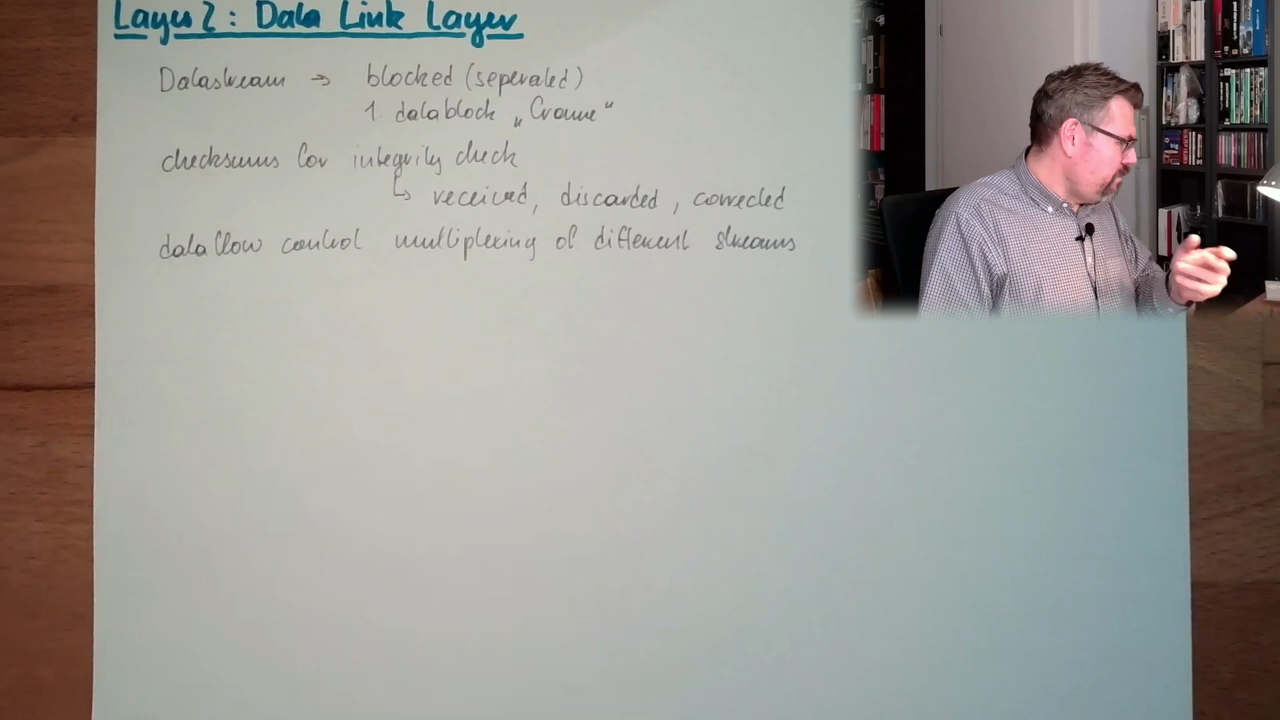 Layer 2: Data Link Layer
Datastream → blocked (seperated)
1. datablock „Frame“
checksums for integrity check
↳ received, discarded, corrected
dataflow control multiplexing of different streams